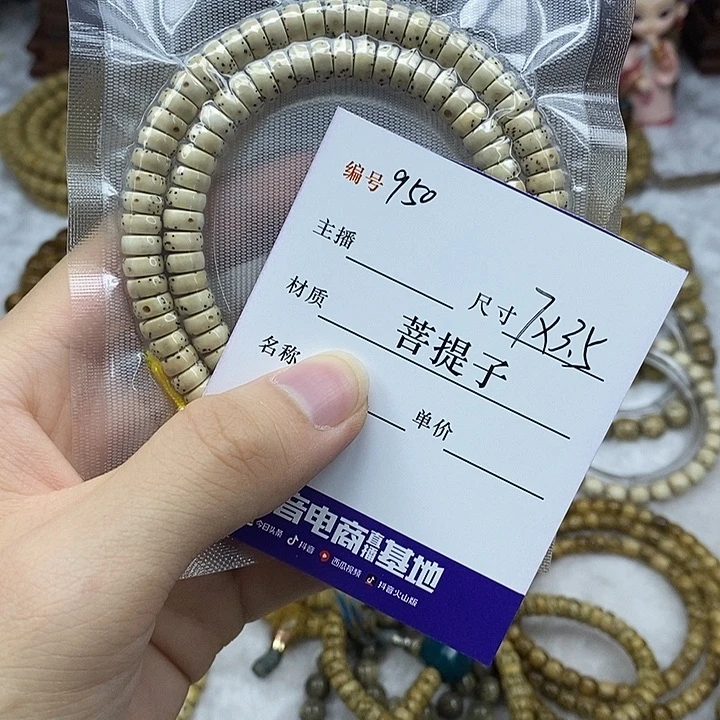 编号 950
主播
尺寸 7X3.5
材质 菩提子
名称
单价
音电商直播基地
今日头条 抖音 西瓜视频 抖音火山版